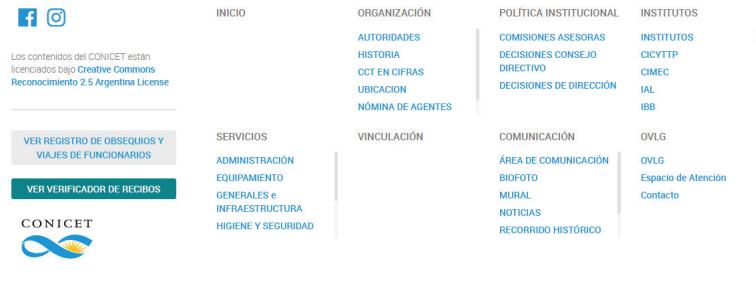 Los contenidos del CONICET están
licenciados bajo Creative Commons
Reconocimiento 2.5 Argentina License
VER REGISTRO DE OBSEQUIOS Y
VIAJES DE FUNCIONARIOS
VER VERIFICADOR DE RECIBOS
CONICET
INICIO
ORGANIZACIÓN
AUTORIDADES
HISTORIA
CCT EN CIFRAS
UBICACION
NÓMINA DE AGENTES
POLÍTICA INSTITUCIONAL
COMISIONES ASESORAS
DECISIONES CONSEJO
DIRECTIVO
DECISIONES DE DIRECCIÓN
INSTITUTOS
INSTITUTOS
CICYTTP
CIMEC
IAL
IBB
SERVICIOS
ADMINISTRACIÓN
EQUIPAMIENTO
GENERALES e
INFRAESTRUCTURA
HIGIENE Y SEGURIDAD
VINCULACIÓN
COMUNICACIÓN
ÁREA DE COMUNICACIÓN
BIOFOTO
MURAL
NOTICIAS
RECORRIDO HISTÓRICO
OVLG
OVLG
Espacio de Atención
Contacto